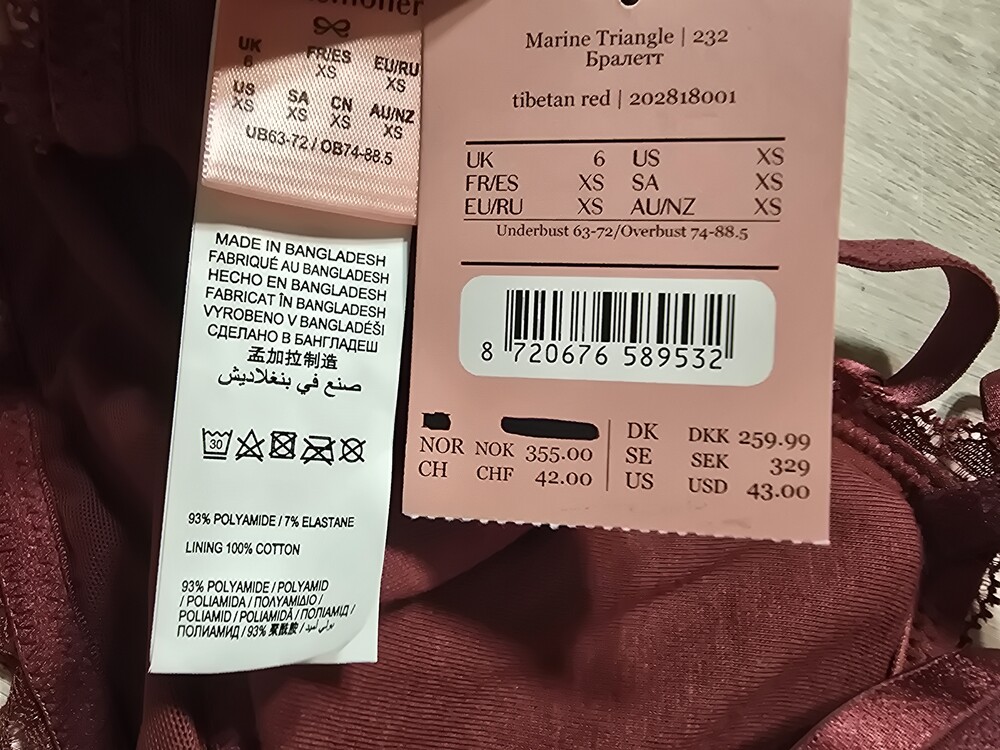 UK
6
FR/ES
XS
EU/RU
XS
US
XS
SA
XS
CN
XS
AU/NZ
XS
UB63-72 / OB74-88.5
MADE IN BANGLADESH
FABRIQUÉ AU BANGLADESH
HECHO EN BANGLADESH
FABRICAT ÎN BANGLADESH
VYROBENO V BANGLADÉŠI
СДЕЛАНО В БАНГЛАДЕШ
孟加拉制造
صنع في بنغلاديش
30
93% POLYAMIDE / 7% ELASTANE
LINING 100% COTTON
93% POLYAMIDE / POLYAMID
/ POLIAMIDA / ΠΟΛΥΑΜΙΔΙΟ /
POLIAMID / POLIAMIDĂ / ПОЛІАМІД /
ПОЛИАМИД / 93% 聚酰胺 / بولي أميد
Marine Triangle | 232
Бралетт
tibetan red | 202818001
UK 6 US XS
FR/ES XS SA XS
EU/RU XS AU/NZ XS
Underbust 63-72/Overbust 74-88.5
8 720676 589532
NOR NOK 355.00
CH CHF 42.00
DK DKK 259.99
SE SEK 329
US USD 43.00